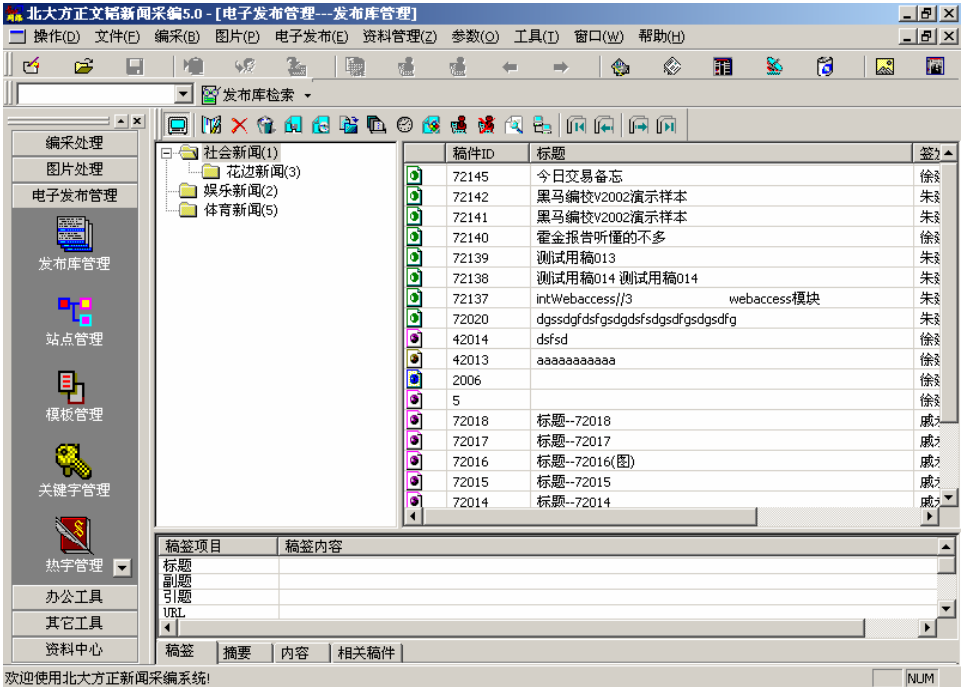 北大方正文韬新闻采编5.0 - [电子发布管理---发布库管理]
操作(D) 文件(F) 编采(B) 图片(P) 电子发布(E) 资料管理(Z) 参数(O) 工具(T) 窗口(W) 帮助(H)
发布库检索
编采处理
图片处理
电子发布管理
发布库管理
站点管理
模板管理
关键字管理
热字管理
办公工具
其它工具
资料中心
社会新闻(1)
花边新闻(3)
娱乐新闻(2)
体育新闻(5)
稿件ID 标题
72145 今日交易备忘 徐
72142 黑马编校V2002演示样本 朱
72141 黑马编校V2002演示样本 朱
72140 霍金报告听懂的不多 徐
72139 测试用稿013 朱
72138 测试用稿014 测试用稿014 朱
72137 intWebaccess//3 webaccess模块 朱
72020 dgssdgfdsfgsdgdsfsdgsdfgsdgsdfg 朱
42014 dsfsd 徐
42013 aaaaaaaaaaa 徐
2006 徐
5 徐
72018 标题--72018 戚
72017 标题--72017 戚
72016 标题--72016(图) 戚
72015 标题--72015 戚
72014 标题--72014 戚
稿签项目 稿签内容
标题
副题
引题
URL
稿签 摘要 内容 相关稿件
欢迎使用北大方正新闻采编系统! NUM